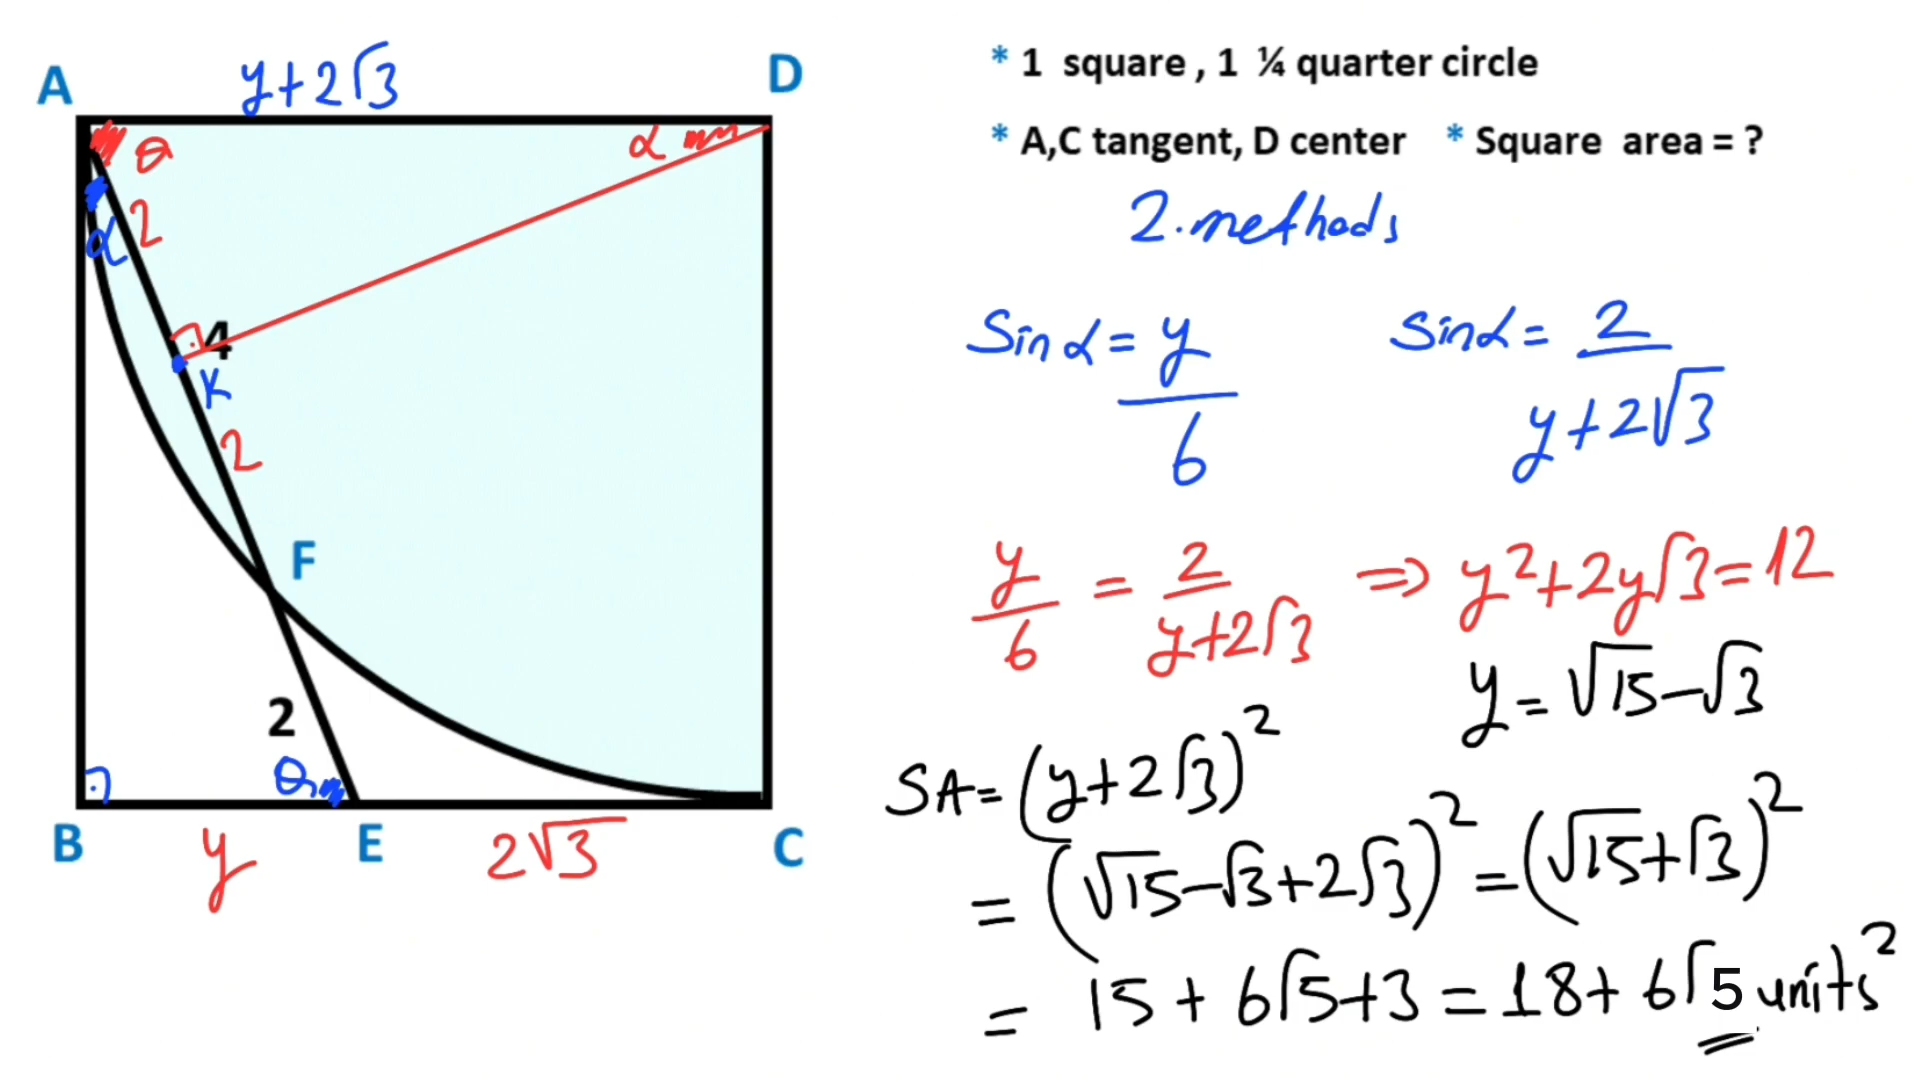 * 1 square , 1 ¼ quarter circle
* A,C tangent, D center * Square area = ?
2.methods
A y+2√3 D
θ α
α 2
4
K
2
F
2
θ
B y E 2√3 C
Sin α = y/6 Sin α = 2/(y+2√3)
y/6 = 2/(y+2√3) ⇒ y²+2y√3=12
y = √15-√3
SA = (y+2√3)²
= (√15-√3+2√3)² = (√15+√3)²
= 15 + 6√5+3 = 18+ 6√5 units²